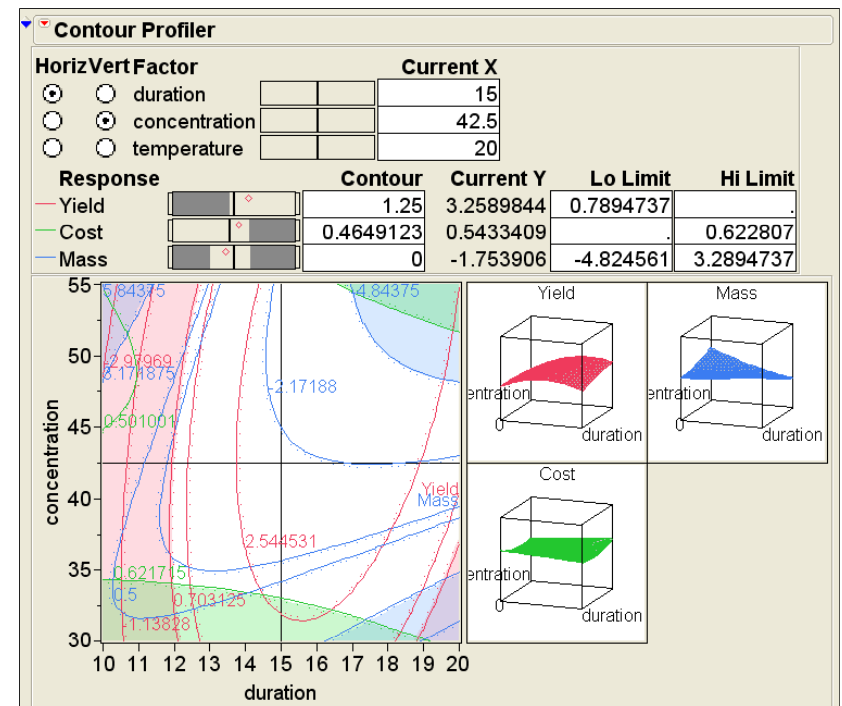 Contour Profiler
Horiz Vert Factor Current X
duration 15
concentration 42.5
temperature 20
Response Contour Current Y Lo Limit Hi Limit
Yield 1.25 3.2589844 0.7894737 .
Cost 0.4649123 0.5433409 . 0.622807
Mass 0 -1.753906 -4.824561 3.2894737
55
50
45
40
35
30
concentration
5.84375
-4.84375
-2.97969
3.171875
-2.17188
0.501001
Yield
Mass
2.544531
0.621715
0.5
0.703125
-1.13828
10 11 12 13 14 15 16 17 18 19 20
duration
Yield
entration
0
duration
Mass
entration
0
duration
Cost
entration
0
duration